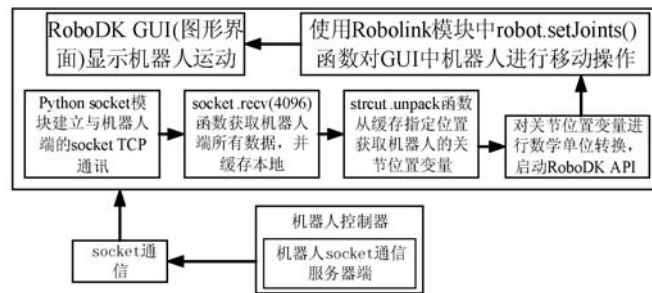 RoboDK GUI(图形界
面)显示机器人运动
使用Robolink模块中robot.setJoints()
函数对GUI中机器人进行移动操作
Python socket模
块建立与机器人
端的socket TCP
通讯
socket .recv(4096)
函数获取机器人
端所有数据，并
缓存本地
strcut .unpack函数
从缓存指定位置
获取机器人的关
节位置变量
对关节位置变量进
行数学单位转换，
启动RoboDK API
socket通
信
机器人控制器
机器人socket通信
服务器端